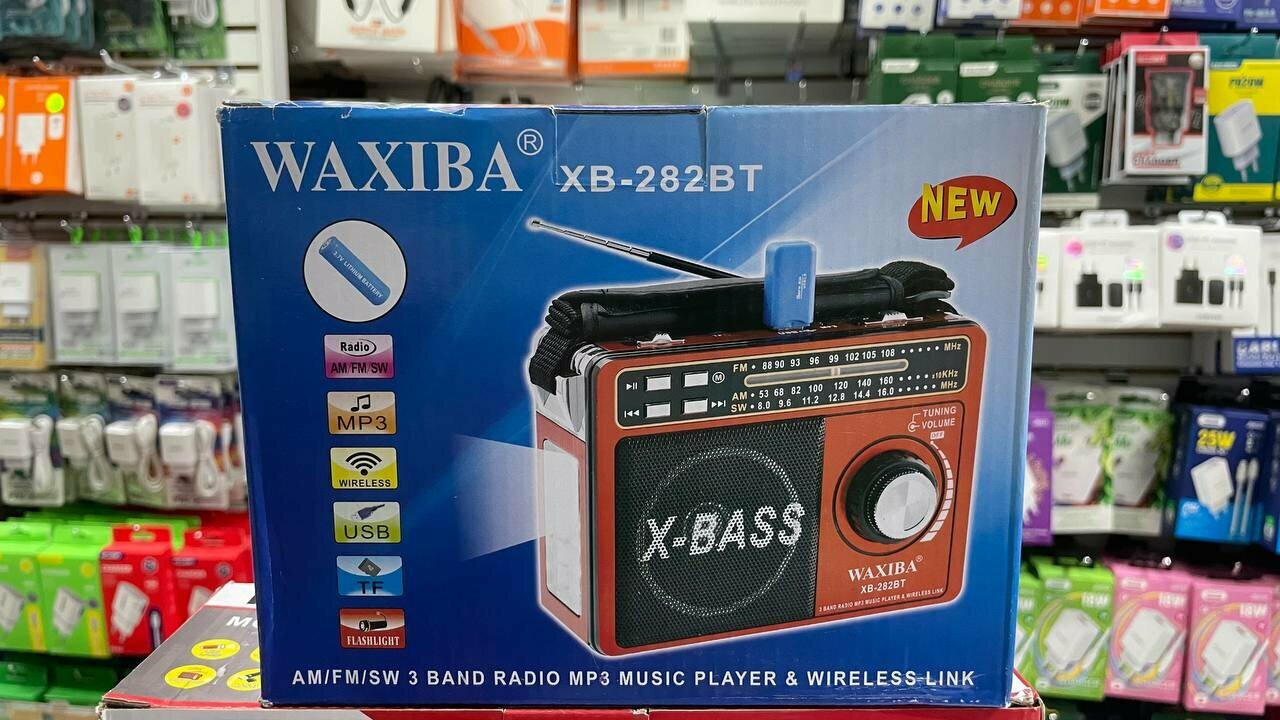 WAXIBA® XB-282BT
NEW
3.7V LITHIUM BATTERY
Radio
AM/FM/SW
MP3
WIRELESS
USB
TF
FLASHLIGHT
FM • 88 90 93 96 99 102 105 108 • • • • • MHz
AM • 53 68 82 100 120 140 160 • • • • x10KHz
SW • 8.0 9.6 11.2 12.8 14.4 16.0 • • • • MHz
M
TUNING
VOLUME
OFF
X-BASS
WAXIBA®
XB-282BT
3 BAND RADIO MP3 MUSIC PLAYER & WIRELESS LINK
AM/FM/SW 3 BAND RADIO MP3 MUSIC PLAYER & WIRELESS LINK
25W
18W
18W